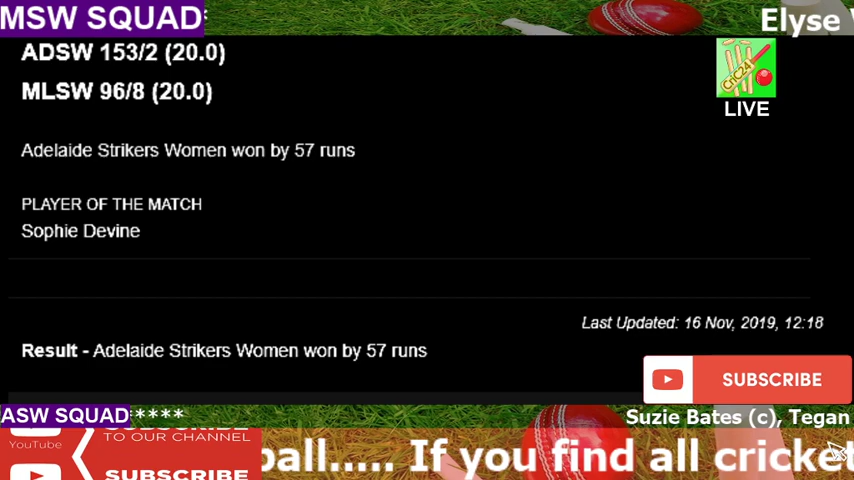 MSW SQUAD*
Elyse
ADSW 153/2 (20.0)
MLSW 96/8 (20.0)
CriC24
LIVE
Adelaide Strikers Women won by 57 runs
PLAYER OF THE MATCH
Sophie Devine
Last Updated: 16 Nov, 2019, 12:18
Result - Adelaide Strikers Women won by 57 runs
SUBSCRIBE
ASW SQUAD*****
Suzie Bates (c), Tegan
YouTube
SUBSCRIBE
TO OUR CHANNEL
SUBSCRIBE
ball..... If you find all cricket